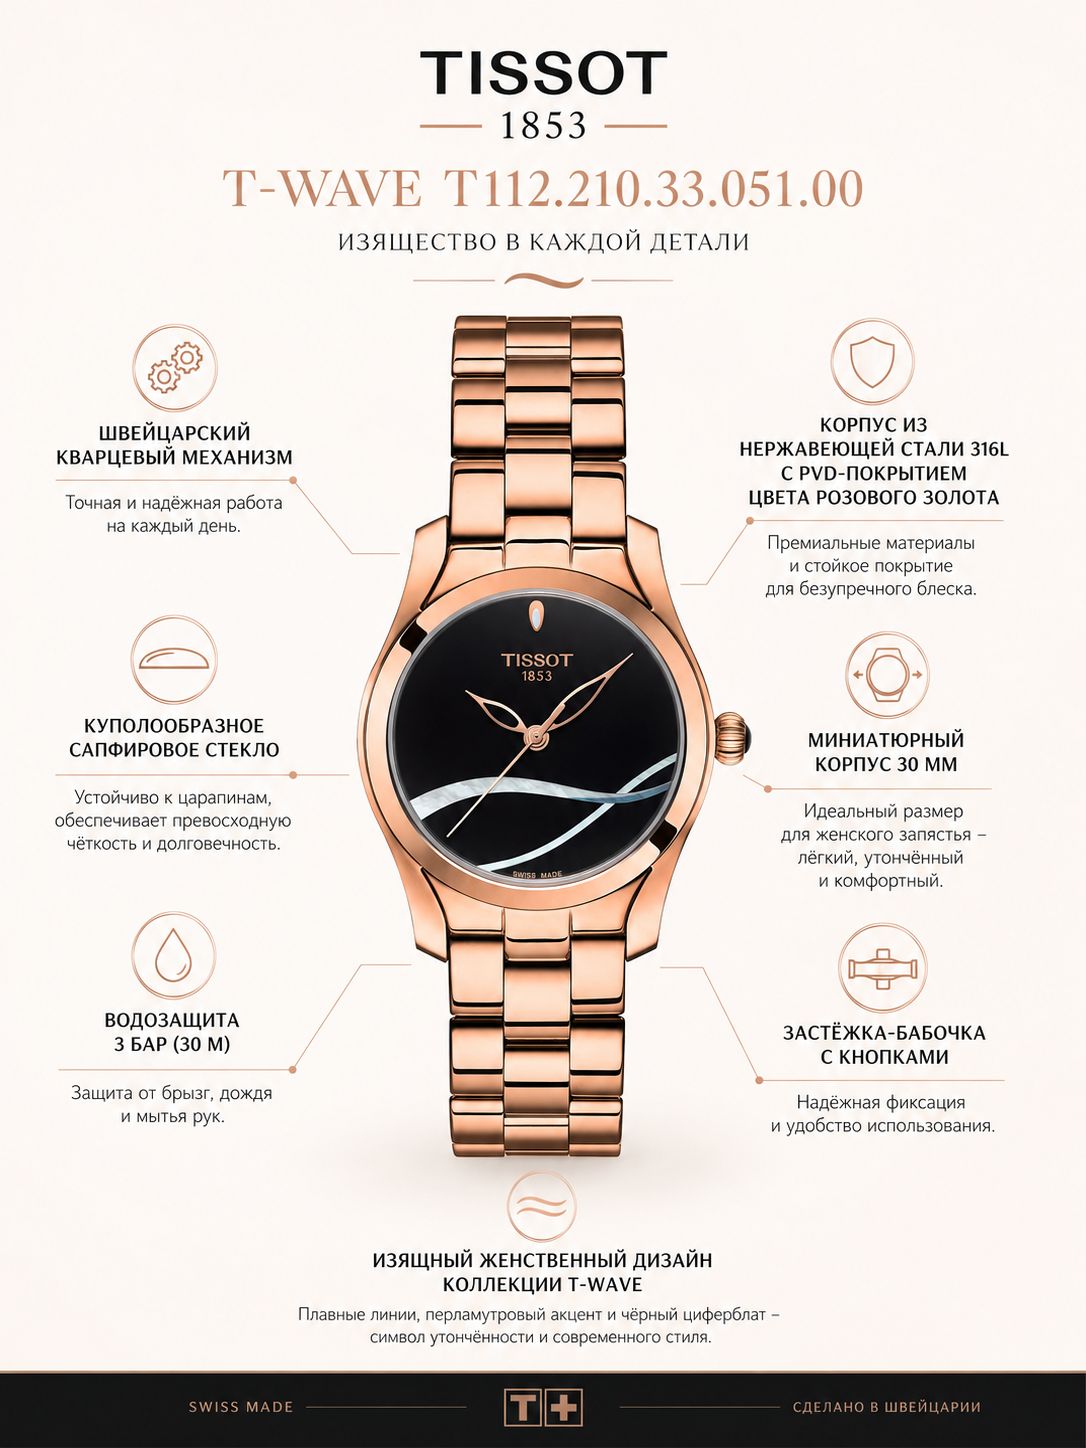 TISSOT
1853
T-WAVE T112.210.33.051.00
ИЗЯЩЕСТВО В КАЖДОЙ ДЕТАЛИ
ШВЕЙЦАРСКИЙ
КВАРЦЕВЫЙ МЕХАНИЗМ
Точная и надёжная работа
на каждый день.
КОРПУС ИЗ
НЕРЖАВЕЮЩЕЙ СТАЛИ 316L
С PVD-ПОКРЫТИЕМ
ЦВЕТА РОЗОВОГО ЗОЛОТА
Премиальные материалы
и стойкое покрытие
для безупречного блеска.
TISSOT
1853
SWISS MADE
КУПОЛООБРАЗНОЕ
САПФИРОВОЕ СТЕКЛО
Устойчиво к царапинам,
обеспечивает превосходную
чёткость и долговечность.
МИНИАТЮРНЫЙ
КОРПУС 30 ММ
Идеальный размер
для женского запястья –
лёгкий, утончённый
и комфортный.
ВОДОЗАЩИТА
3 БАР (30 М)
Защита от брызг, дождя
и мытья рук.
ЗАСТЁЖКА-БАБОЧКА
С КНОПКАМИ
Надёжная фиксация
и удобство использования.
ИЗЯЩНЫЙ ЖЕНСТВЕННЫЙ ДИЗАЙН
КОЛЛЕКЦИИ T-WAVE
Плавные линии, перламутровый акцент и чёрный циферблат –
символ утончённости и современного стиля.
SWISS MADE
T+
СДЕЛАНО В ШВЕЙЦАРИИ